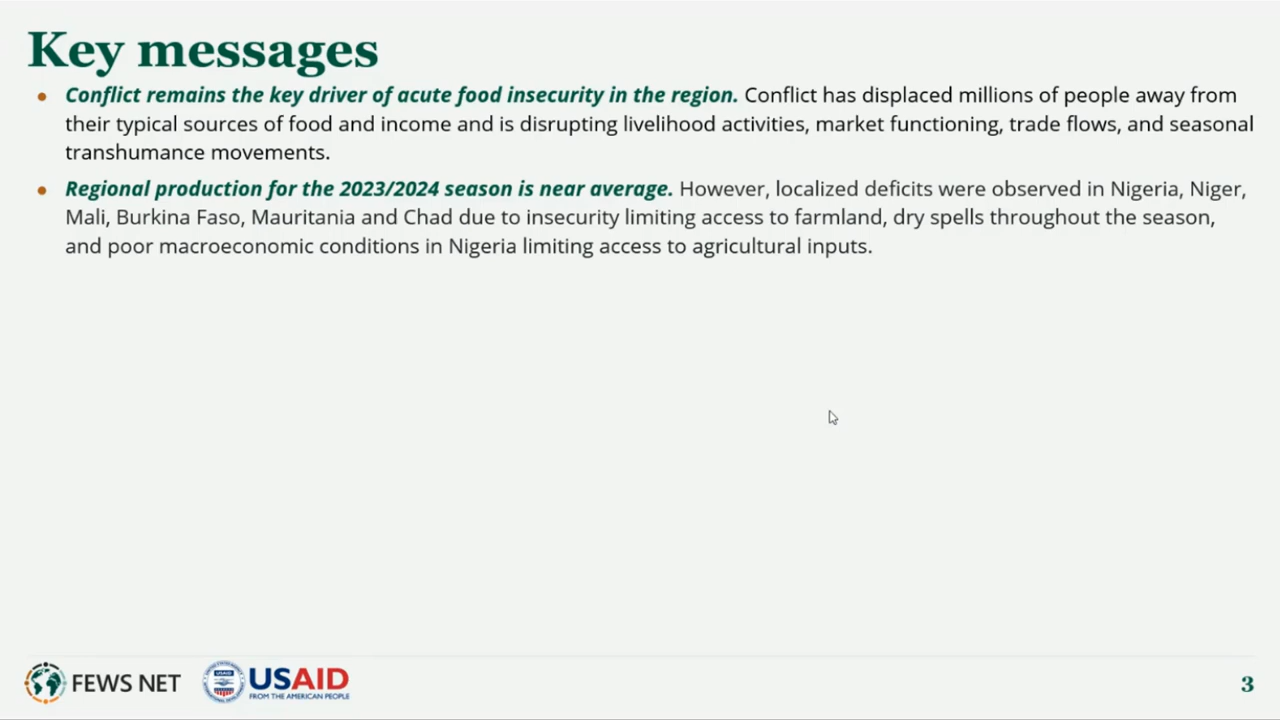 Key messages
• Conflict remains the key driver of acute food insecurity in the region. Conflict has displaced millions of people away from
their typical sources of food and income and is disrupting livelihood activities, market functioning, trade flows, and seasonal
transhumance movements.
• Regional production for the 2023/2024 season is near average. However, localized deficits were observed in Nigeria, Niger,
Mali, Burkina Faso, Mauritania and Chad due to insecurity limiting access to farmland, dry spells throughout the season,
and poor macroeconomic conditions in Nigeria limiting access to agricultural inputs.
FEWS NET
USAID
FROM THE AMERICAN PEOPLE
3